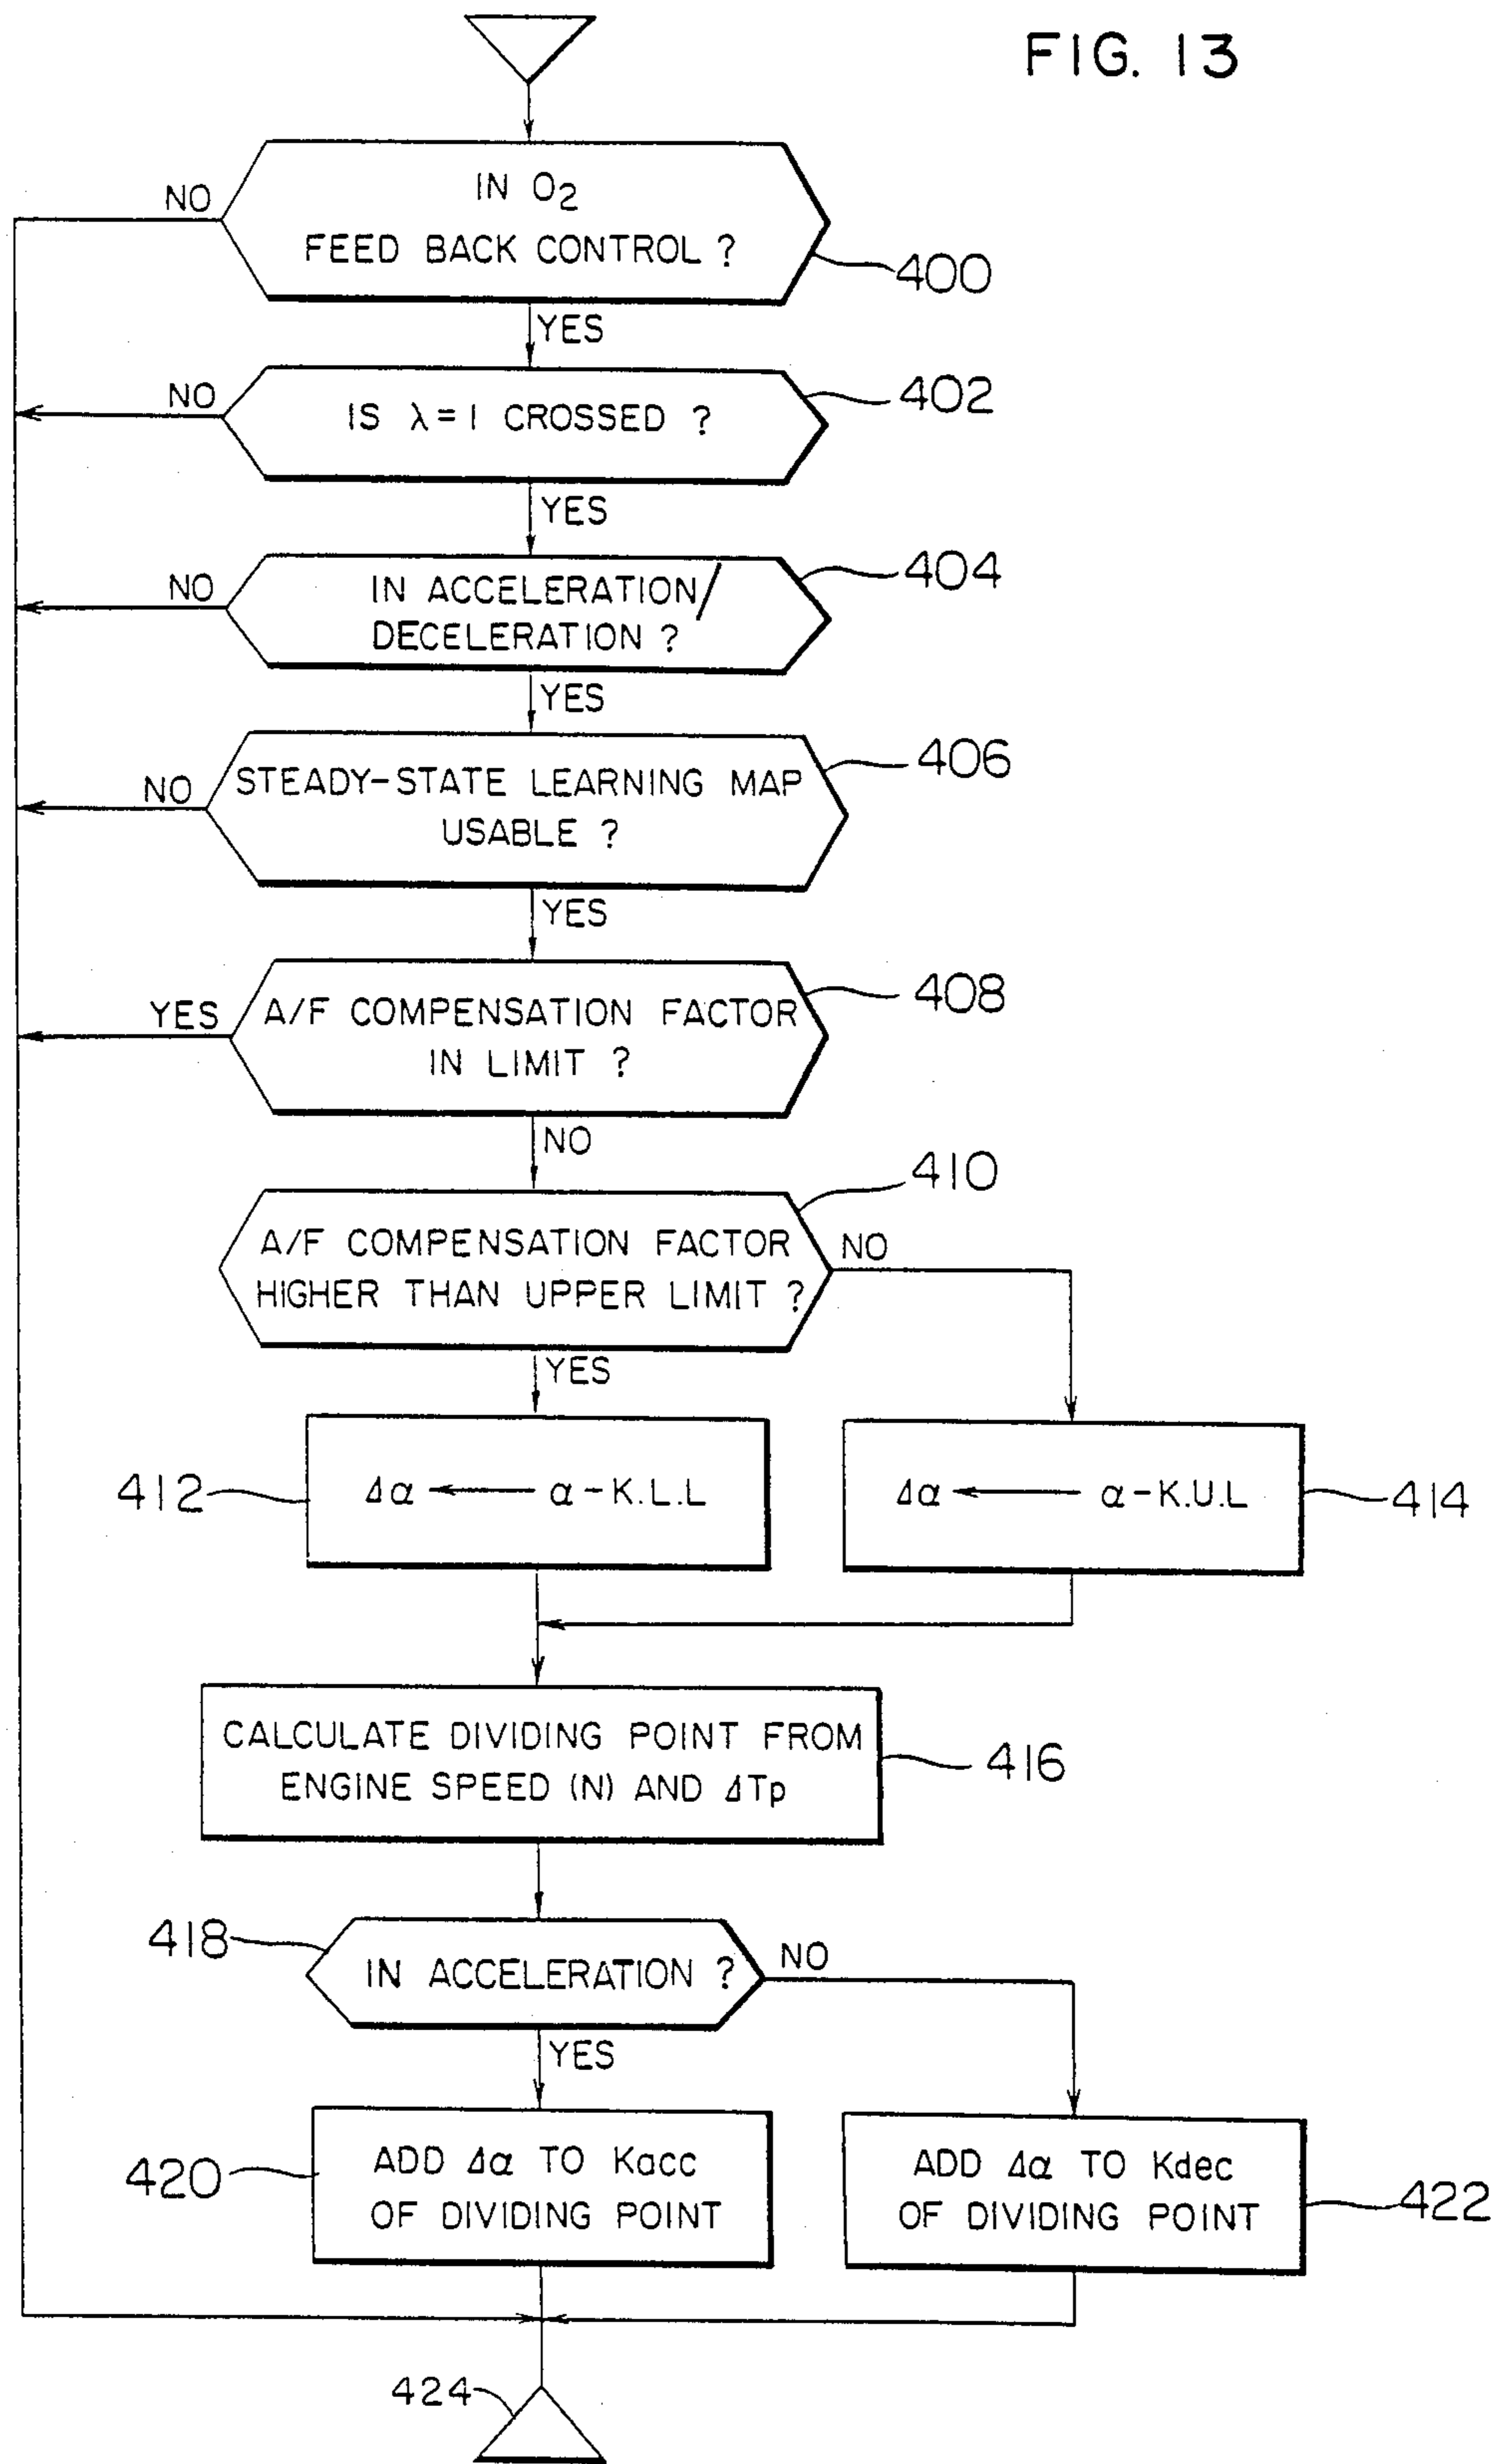 FIG. 13
IN O2
FEED BACK CONTROL ?
NO
400
YES
IS λ=1 CROSSED ?
NO
402
YES
IN ACCELERATION/
DECELERATION ?
NO
404
YES
STEADY-STATE LEARNING MAP
USABLE ?
NO
406
YES
A/F COMPENSATION FACTOR
IN LIMIT ?
YES
408
NO
A/F COMPENSATION FACTOR
HIGHER THAN UPPER LIMIT ?
410
NO
YES
412
Δα ← α-K.L.L
Δα ← α-K.U.L
414
CALCULATE DIVIDING POINT FROM
ENGINE SPEED (N) AND ΔTp
416
418
IN ACCELERATION ?
NO
YES
420
ADD Δα TO Kacc
OF DIVIDING POINT
ADD Δα TO Kdec
OF DIVIDING POINT
422
424